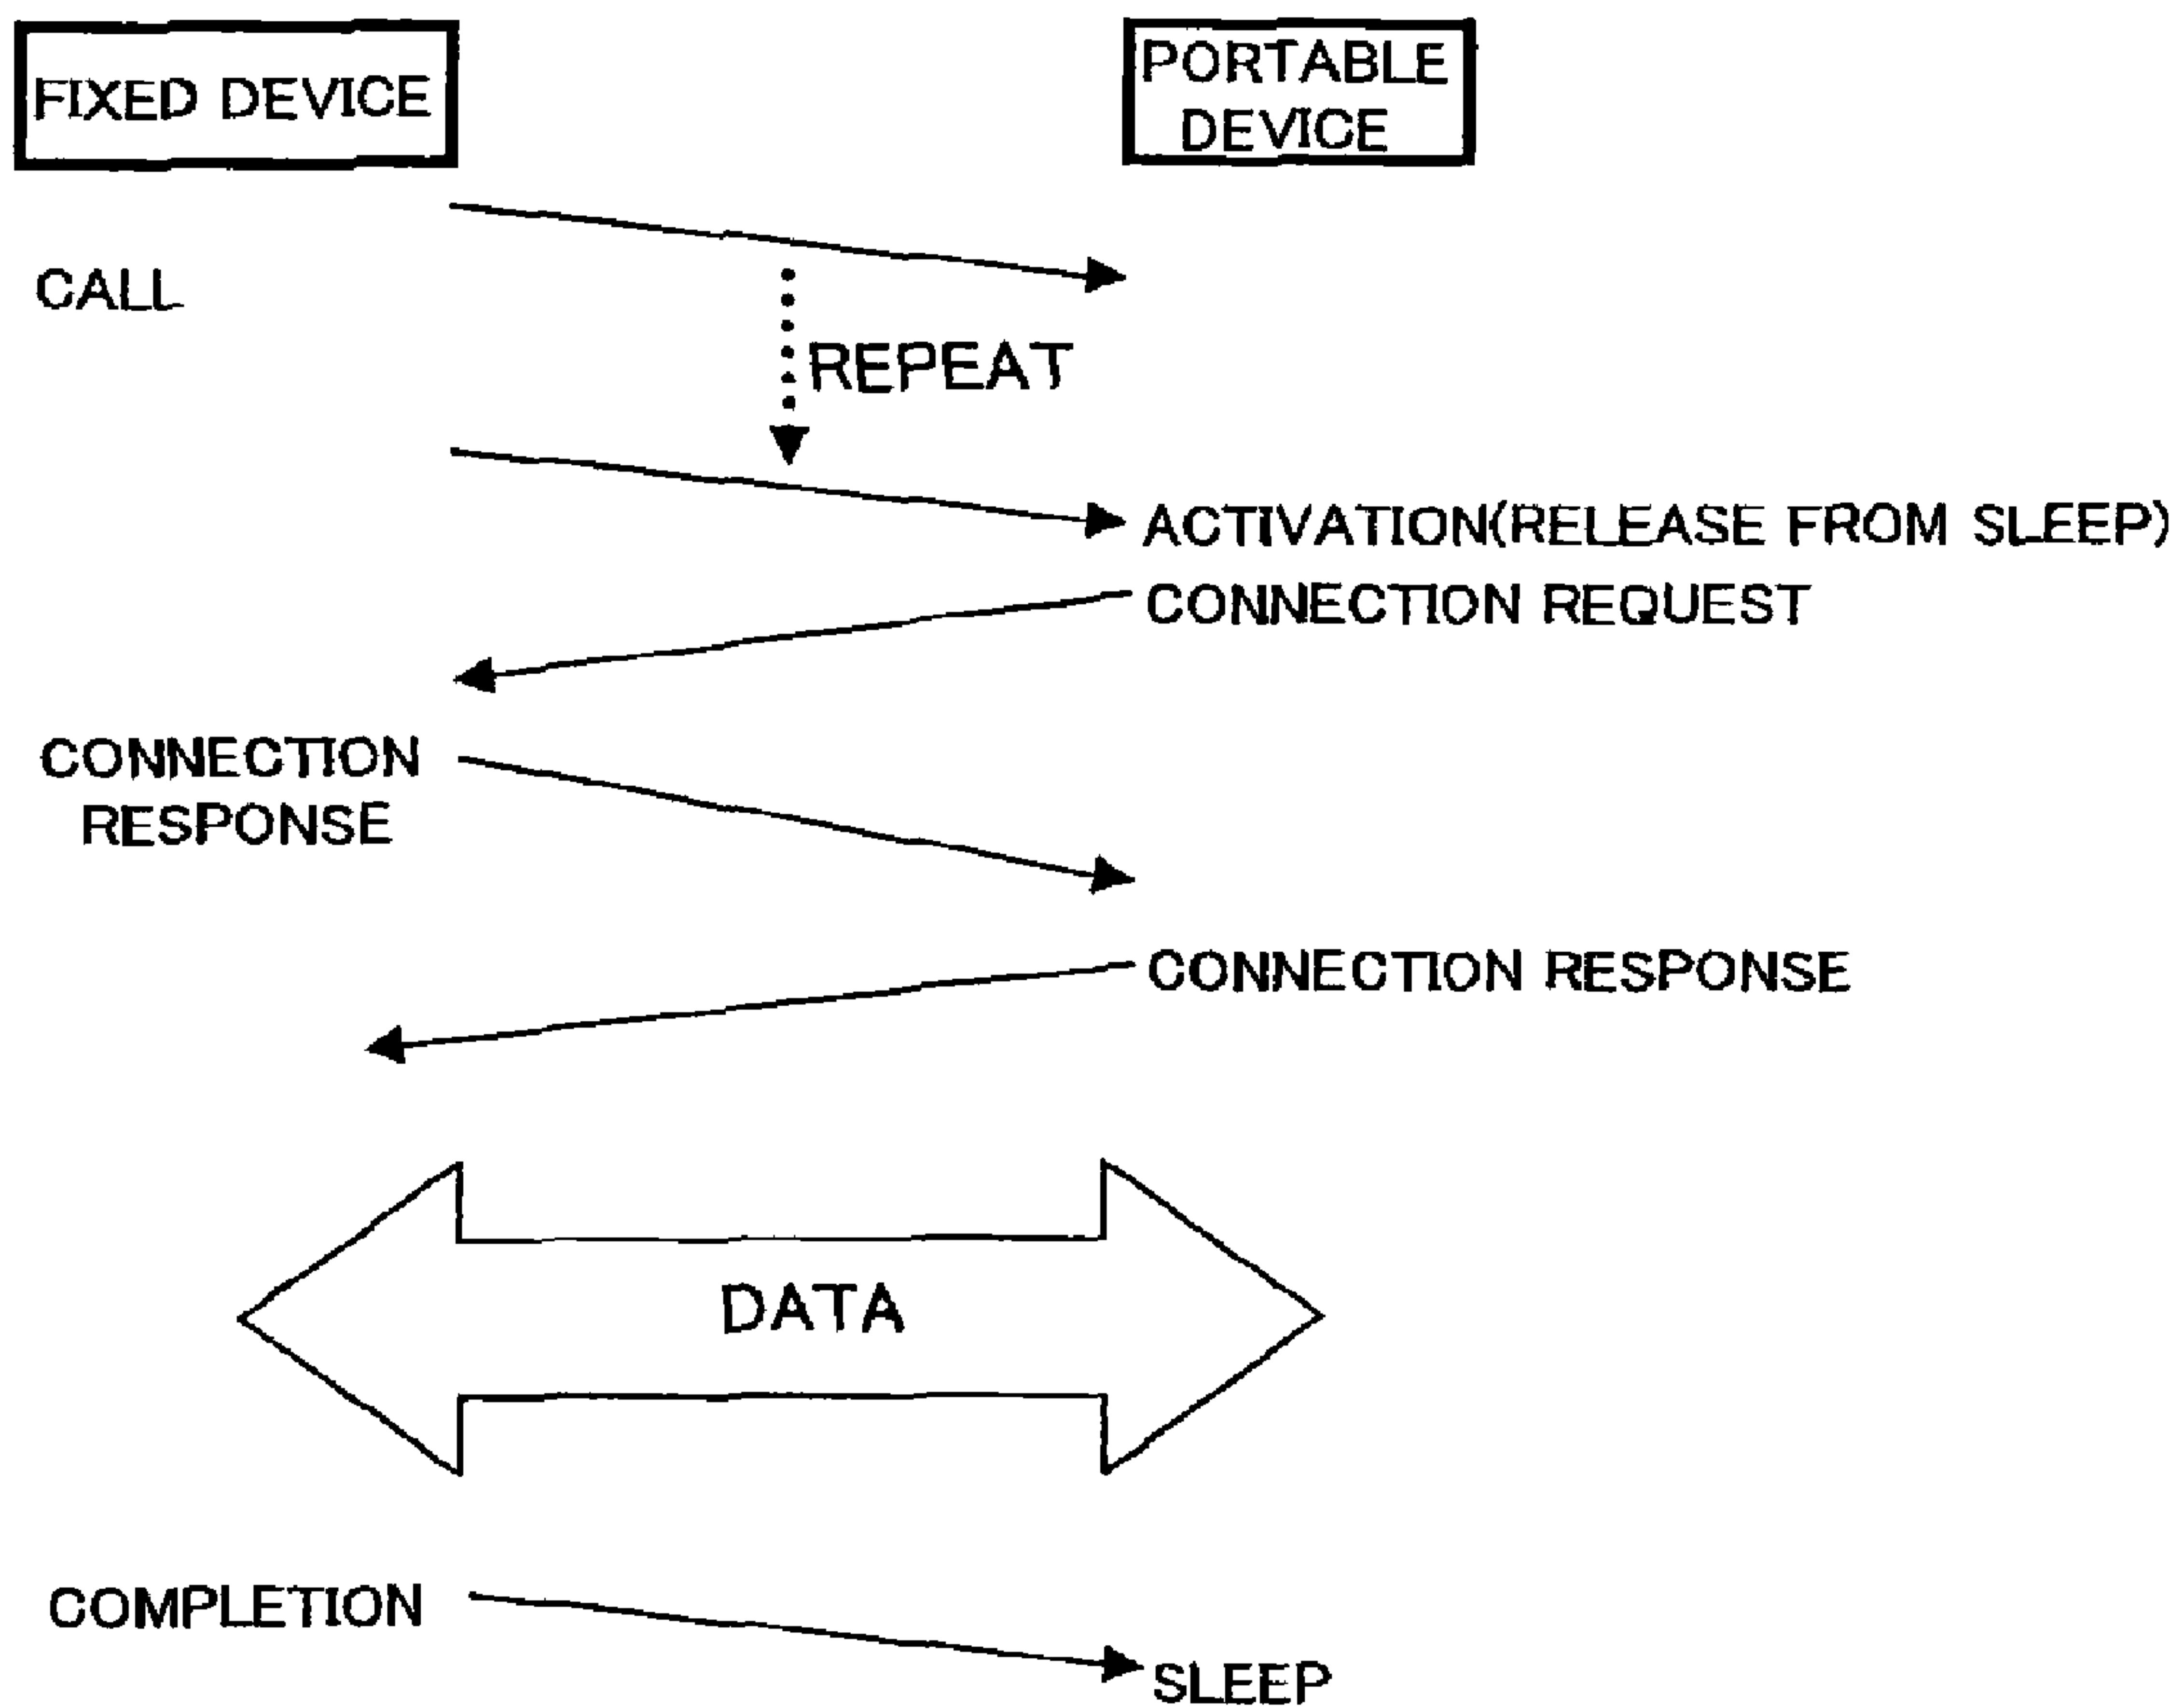 FIXED DEVICE
PORTABLE
DEVICE
CALL
REPEAT
ACTIVATION(RELEASE FROM SLEEP)
CONNECTION REQUEST
CONNECTION
RESPONSE
CONNECTION RESPONSE
DATA
COMPLETION
SLEEP